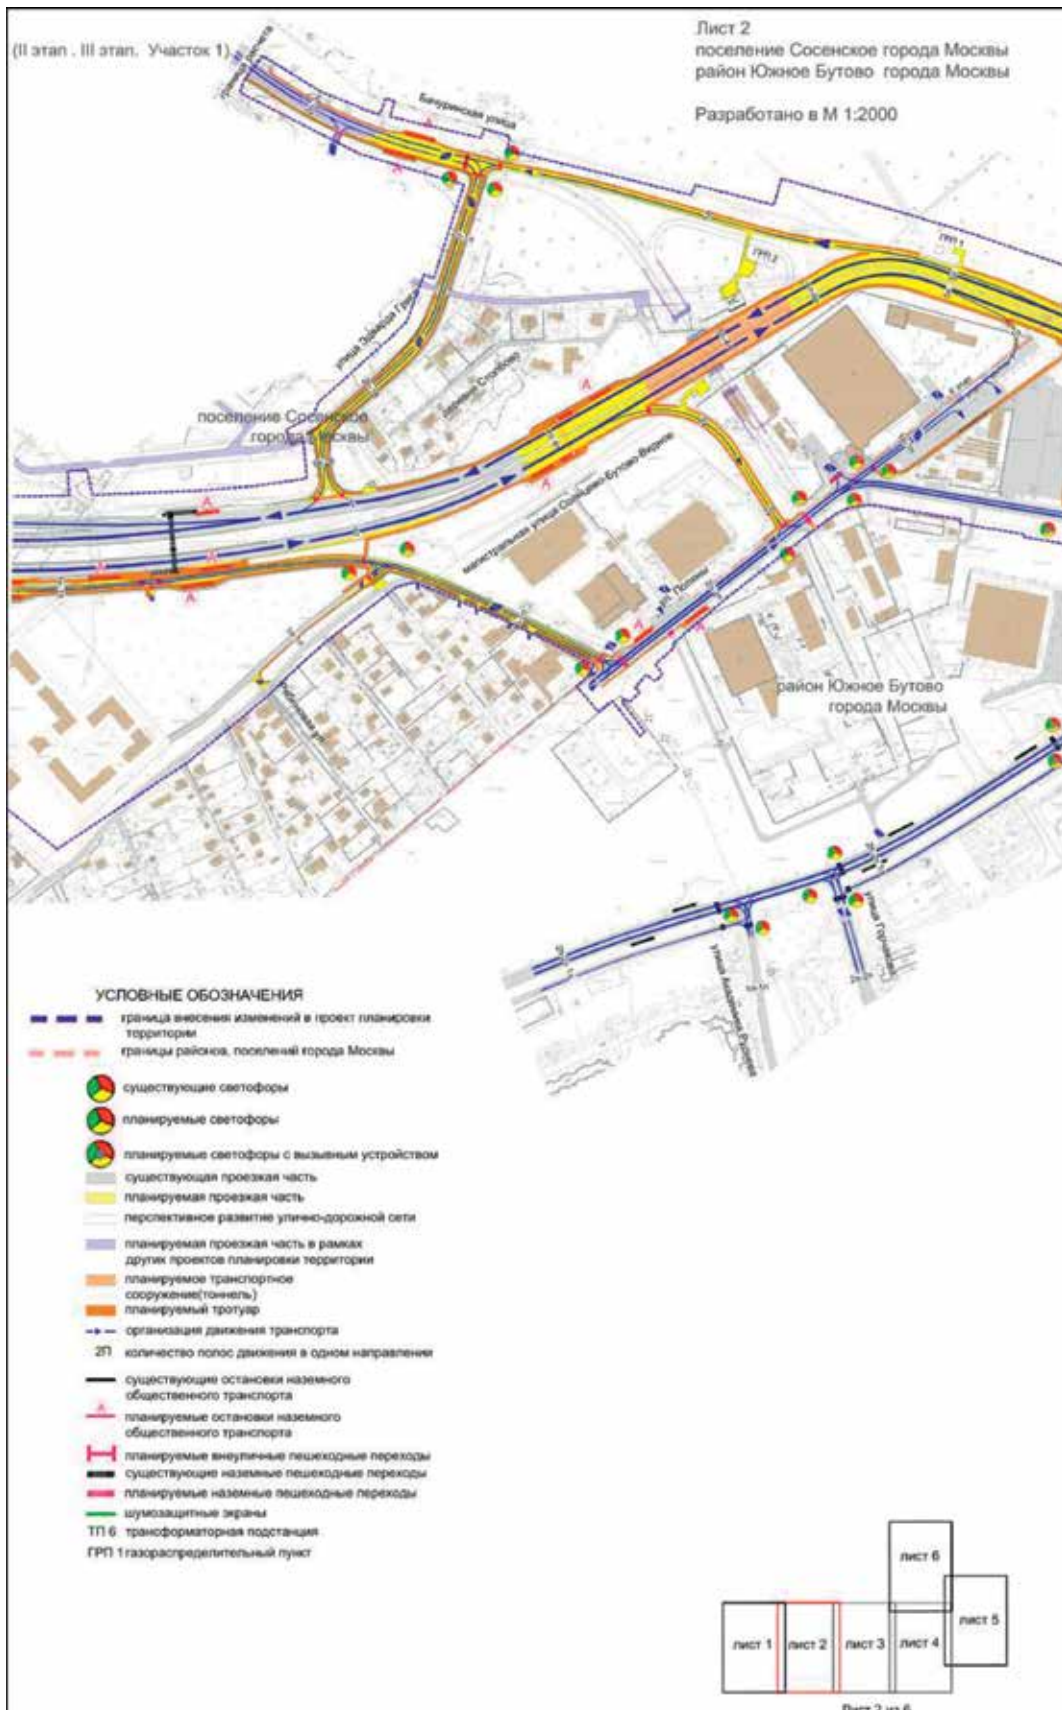 (II этап . III этап. Участок 1)
Лист 2
поселение Сосенское города Москвы
район Южное Бутово города Москвы
Разработано в М 1:2000
Бачуринская улица
ГРП 1
ГРП 2
улица Эдварда Грига
деревня Столбово
поселение Сосенское
города Москвы
магистральная улица Солнцево-Бутово-Видное
Поляны
район Южное Бутово
города Москвы
улица Горчакова
улица Академика
УСЛОВНЫЕ ОБОЗНАЧЕНИЯ
граница внесения изменений в проект планировки
территории
границы районов, поселений города Москвы
существующие светофоры
планируемые светофоры
планируемые светофоры с вызывным устройством
существующая проезжая часть
планируемая проезжая часть
перспективное развитие улично-дорожной сети
планируемая проезжая часть в рамках
других проектов планировки территории
планируемое транспортное
сооружение(тоннель)
планируемый тротуар
организация движения транспорта
2П количество полос движения в одном направлении
существующие остановки наземного
общественного транспорта
А планируемые остановки наземного
общественного транспорта
планируемые внеуличные пешеходные переходы
существующие наземные пешеходные переходы
планируемые наземные пешеходные переходы
шумозащитные экраны
ТП 6 трансформаторная подстанция
ГРП 1 газораспределительный пункт
лист 6
лист 5
лист 1 лист 2 лист 3 лист 4
Лист 2 из 6